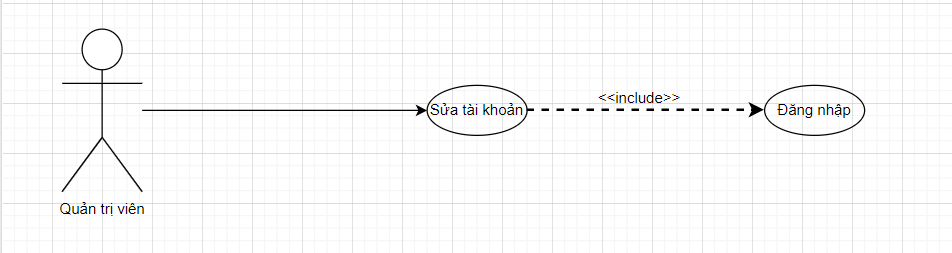 <<include>>
Sửa tài khoản
Đăng nhập
Quản trị viên